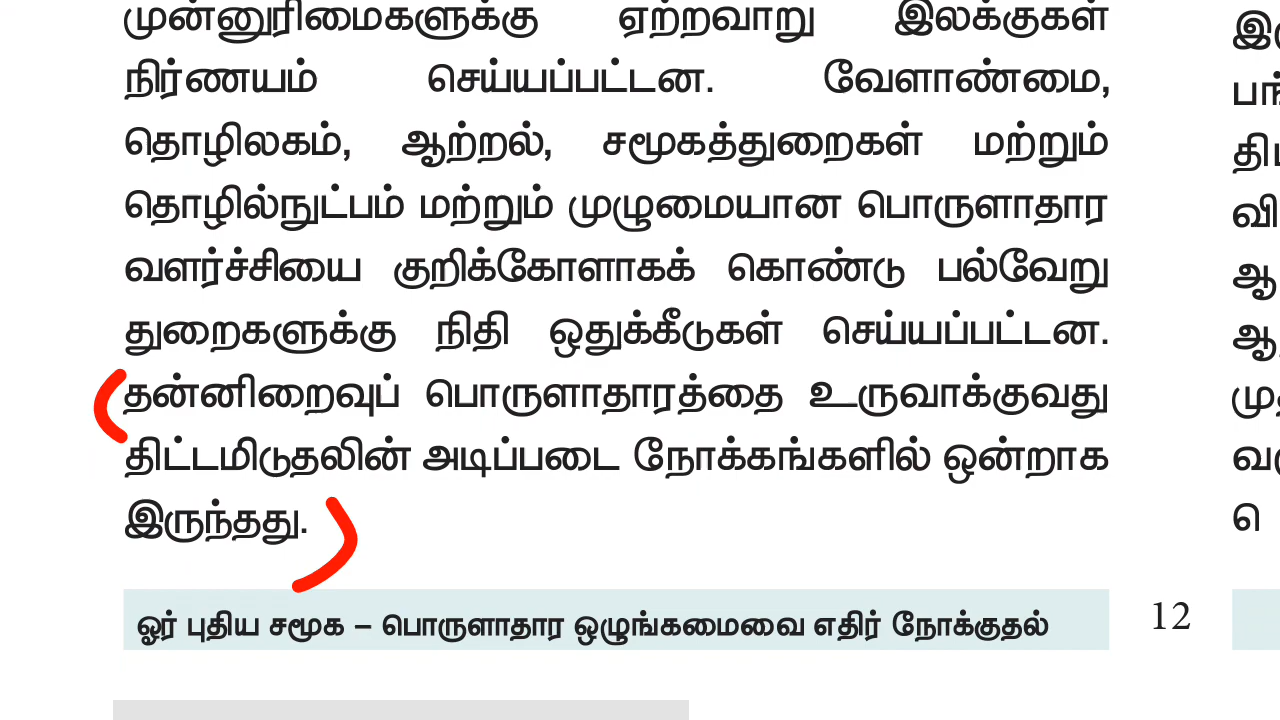 முன்னுரிமைகளுக்கு ஏற்றவாறு இலக்குகள்
நிர்ணயம் செய்யப்பட்டன. வேளாண்மை,
தொழிலகம், ஆற்றல், சமூகத்துறைகள் மற்றும்
தொழில்நுட்பம் மற்றும் முழுமையான பொருளாதார
வளர்ச்சியை குறிக்கோளாகக் கொண்டு பல்வேறு
துறைகளுக்கு நிதி ஒதுக்கீடுகள் செய்யப்பட்டன.
தன்னிறைவுப் பொருளாதாரத்தை உருவாக்குவது
திட்டமிடுதலின் அடிப்படை நோக்கங்களில் ஒன்றாக
இருந்தது.
ஓர் புதிய சமூக – பொருளாதார ஒழுங்கமைவை எதிர் நோக்குதல்
12